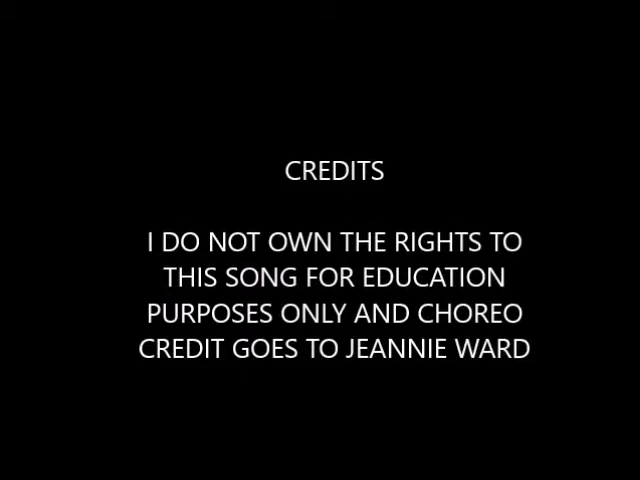 CREDITS
I DO NOT OWN THE RIGHTS TO
THIS SONG FOR EDUCATION
PURPOSES ONLY AND CHOREO
CREDIT GOES TO JEANNIE WARD